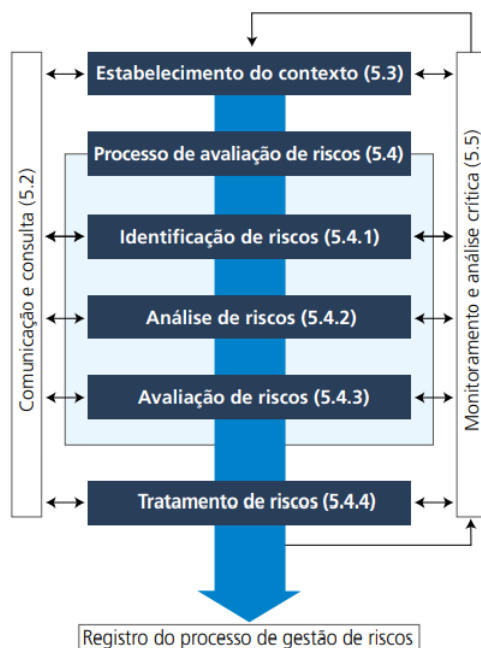 Estabelecimento do contexto (5.3)
Processo de avaliação de riscos (5.4)
Identificação de riscos (5.4.1)
Análise de riscos (5.4.2)
Avaliação de riscos (5.4.3)
Tratamento de riscos (5.4.4)
Comunicação e consulta (5.2)
Monitoramento e análise crítica (5.5)
Registro do processo de gestão de riscos